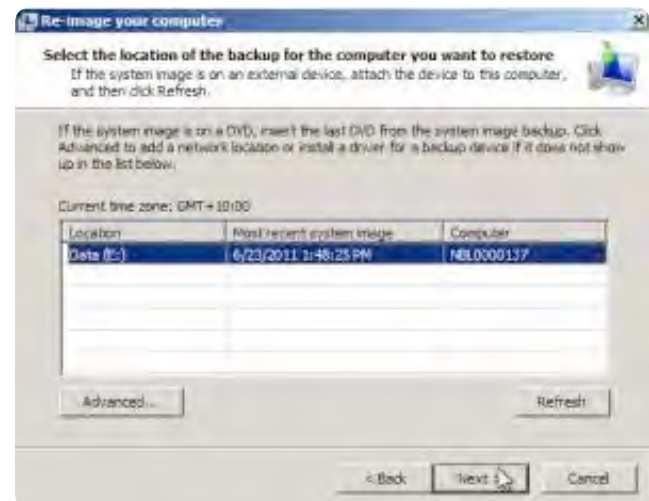 Re-image your computer
Select the location of the backup for the computer you want to restore
If the system image is on an external device, attach the device to this computer,
and then click Refresh.
If the system image is on a DVD, insert the last DVD from the system image backup. Click
Advanced to add a network location or install a driver for a backup device if it does not show
up in the list below.
Current time zone: GMT+10:00
Location Most recent system image Computer
Data (E:) 6/23/2011 1:48:25 PM NBL0000137
Advanced... Refresh
< Back Next > Cancel